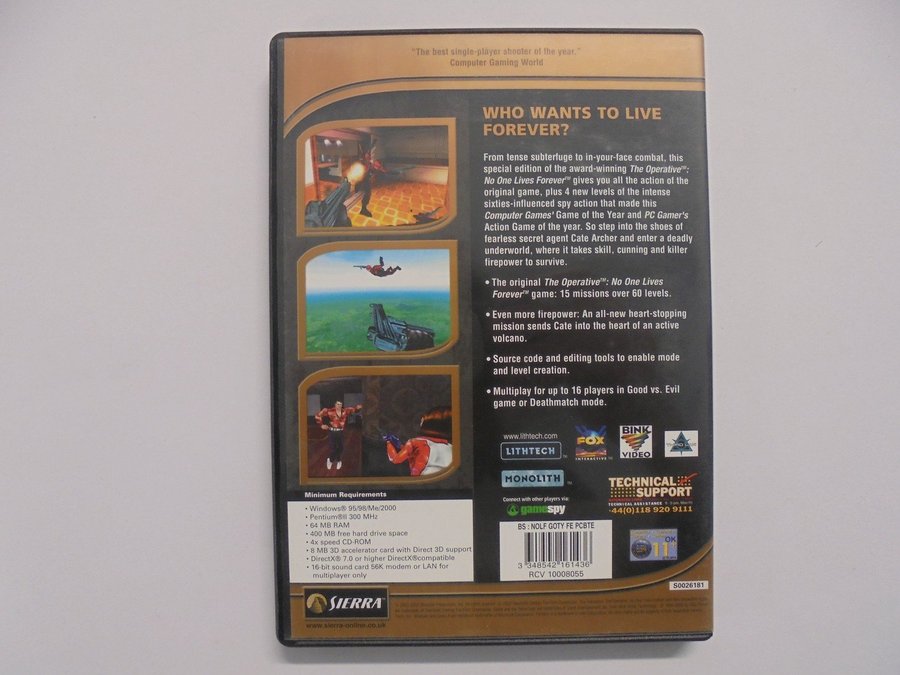 "The best single-player shooter of the year."
Computer Gaming World
WHO WANTS TO LIVE
FOREVER?
From tense subterfuge to in-your-face combat, this
special edition of the award-winning The Operative™:
No One Lives Forever™ gives you all the action of the
original game, plus 4 new levels of the intense
sixties-influenced spy action that made this
Computer Games' Game of the Year and PC Gamer's
Action Game of the year. So step into the shoes of
fearless secret agent Cate Archer and enter a deadly
underworld, where it takes skill, cunning and killer
firepower to survive.
• The original The Operative™: No One Lives
Forever™ game: 15 missions over 60 levels.
• Even more firepower: An all-new heart-stopping
mission sends Cate into the heart of an active
volcano.
• Source code and editing tools to enable mode
and level creation.
• Multiplay for up to 16 players in Good vs. Evil
game or Deathmatch mode.
www.lithtech.com
LITHTECH™
FOX
INTERACTIVE™
BINK
VIDEO
MONOLITH™
Connect with other players via:
gamespy
TECHNICAL
SUPPORT
TECHNICAL ASSISTANCE
-44(0)118 920 9111
Minimum Requirements
• Windows® 95/98/Me/2000
• Pentium®II 300 MHz
• 64 MB RAM
• 400 MB free hard drive space
• 4x speed CD-ROM
• 8 MB 3D accelerator card with Direct 3D support
• DirectX® 7.0 or higher DirectX®compatible
• 16-bit sound card 56K modem or LAN for
multiplayer only
BS : NOLF GOTY FE PCBTE
3 348542 161436
RCV 10008055
OK
11+
S0026181
SIERRA™
www.sierra-online.co.uk